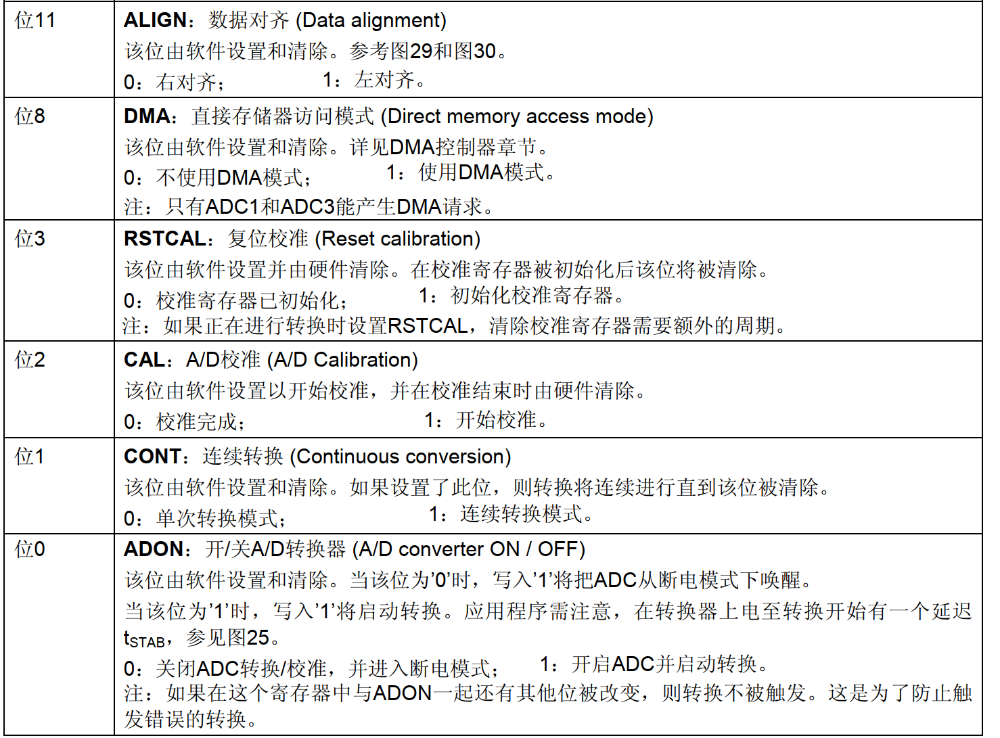 位11
ALIGN：数据对齐 (Data alignment)
该位由软件设置和清除。参考图29和图30。
0：右对齐； 1：左对齐。
位8
DMA：直接存储器访问模式 (Direct memory access mode)
该位由软件设置和清除。详见DMA控制器章节。
0：不使用DMA模式； 1：使用DMA模式。
注：只有ADC1和ADC3能产生DMA请求。
位3
RSTCAL：复位校准 (Reset calibration)
该位由软件设置并由硬件清除。在校准寄存器被初始化后该位将被清除。
0：校准寄存器已初始化； 1：初始化校准寄存器。
注：如果正在进行转换时设置RSTCAL，清除校准寄存器需要额外的周期。
位2
CAL：A/D校准 (A/D Calibration)
该位由软件设置以开始校准，并在校准结束时由硬件清除。
0：校准完成； 1：开始校准。
位1
CONT：连续转换 (Continuous conversion)
该位由软件设置和清除。如果设置了此位，则转换将连续进行直到该位被清除。
0：单次转换模式； 1：连续转换模式。
位0
ADON：开/关A/D转换器 (A/D converter ON / OFF)
该位由软件设置和清除。当该位为’0’时，写入’1’将把ADC从断电模式下唤醒。
当该位为’1’时，写入’1’将启动转换。应用程序需注意，在转换器上电至转换开始有一个延迟
tSTAB，参见图25。
0：关闭ADC转换/校准，并进入断电模式； 1：开启ADC并启动转换。
注：如果在这个寄存器中与ADON一起还有其他位被改变，则转换不被触发。这是为了防止触
发错误的转换。